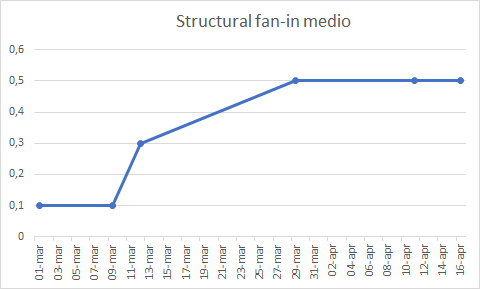 Structural fan-in medio
0,6
0,5
0,4
0,3
0,2
0,1
0
01-mar
03-mar
05-mar
07-mar
09-mar
11-mar
13-mar
15-mar
17-mar
19-mar
21-mar
23-mar
25-mar
27-mar
29-mar
31-mar
02-apr
04-apr
06-apr
08-apr
10-apr
12-apr
14-apr
16-apr